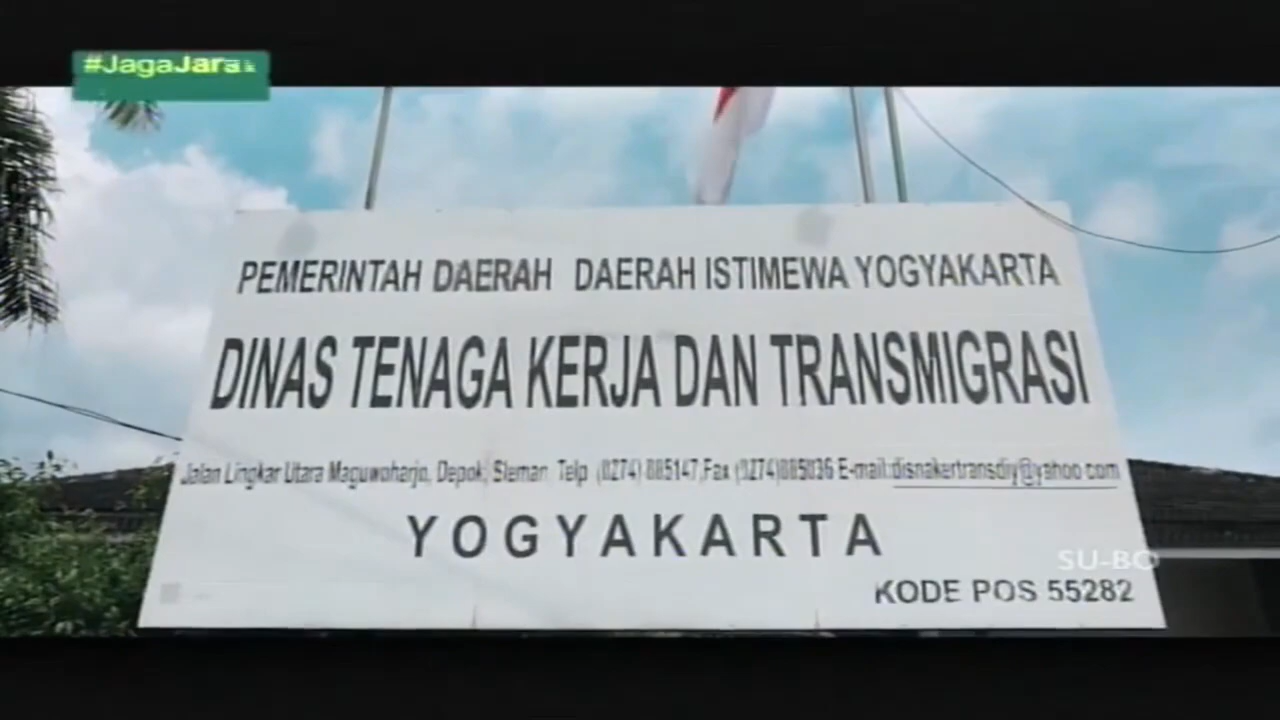 #JagaJarak
PEMERINTAH DAERAH DAERAH ISTIMEWA YOGYAKARTA
DINAS TENAGA KERJA DAN TRANSMIGRASI
Jalan Lingkar Utara Maguwoharjo, Depok, Sleman Telp (0274) 885147,Fax (0274)885036 E-mail:disnakertransdiy@yahoo.com
YOGYAKARTA
SU-BO
KODE POS 55282